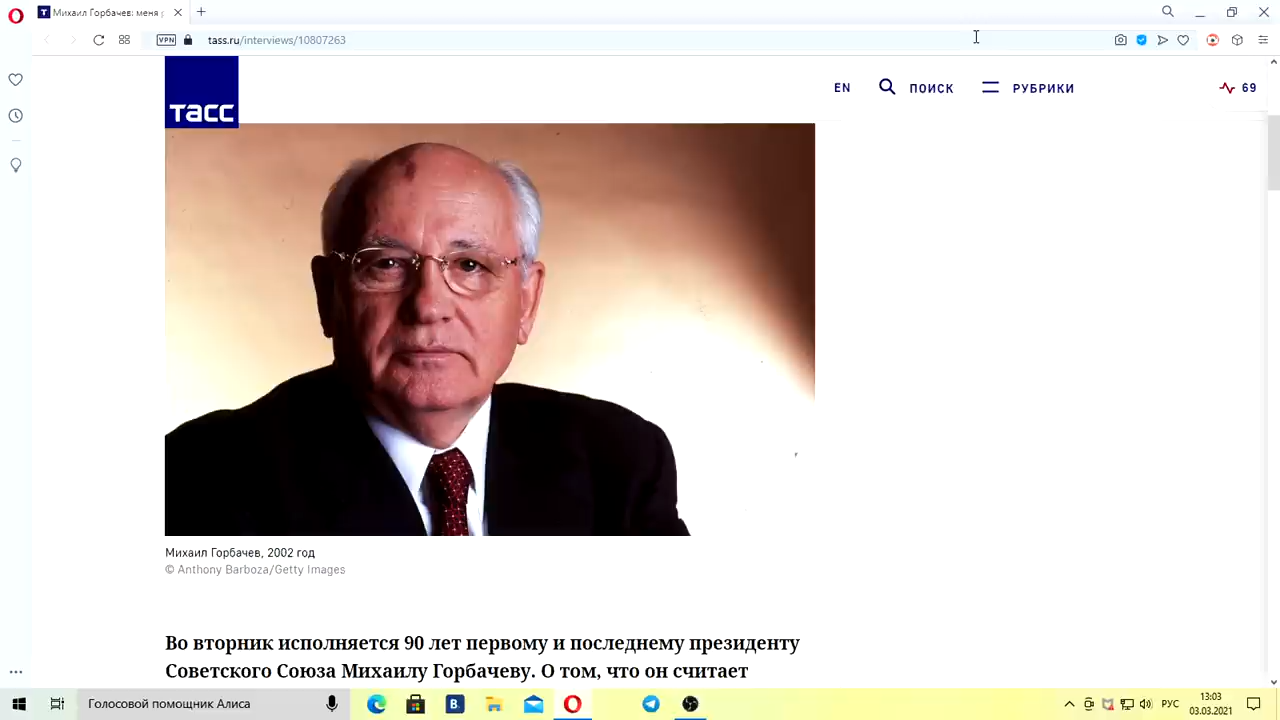 Михаил Горбачев: меня
VPN
tass.ru/interviews/10807263
ТАСС
EN
ПОИСК
РУБРИКИ
69
Михаил Горбачев, 2002 год
© Anthony Barboza/Getty Images
Во вторник исполняется 90 лет первому и последнему президенту
Советского Союза Михаилу Горбачеву. О том, что он считает
Голосовой помощник Алиса
B.
РУС
13:03
03.03.2021